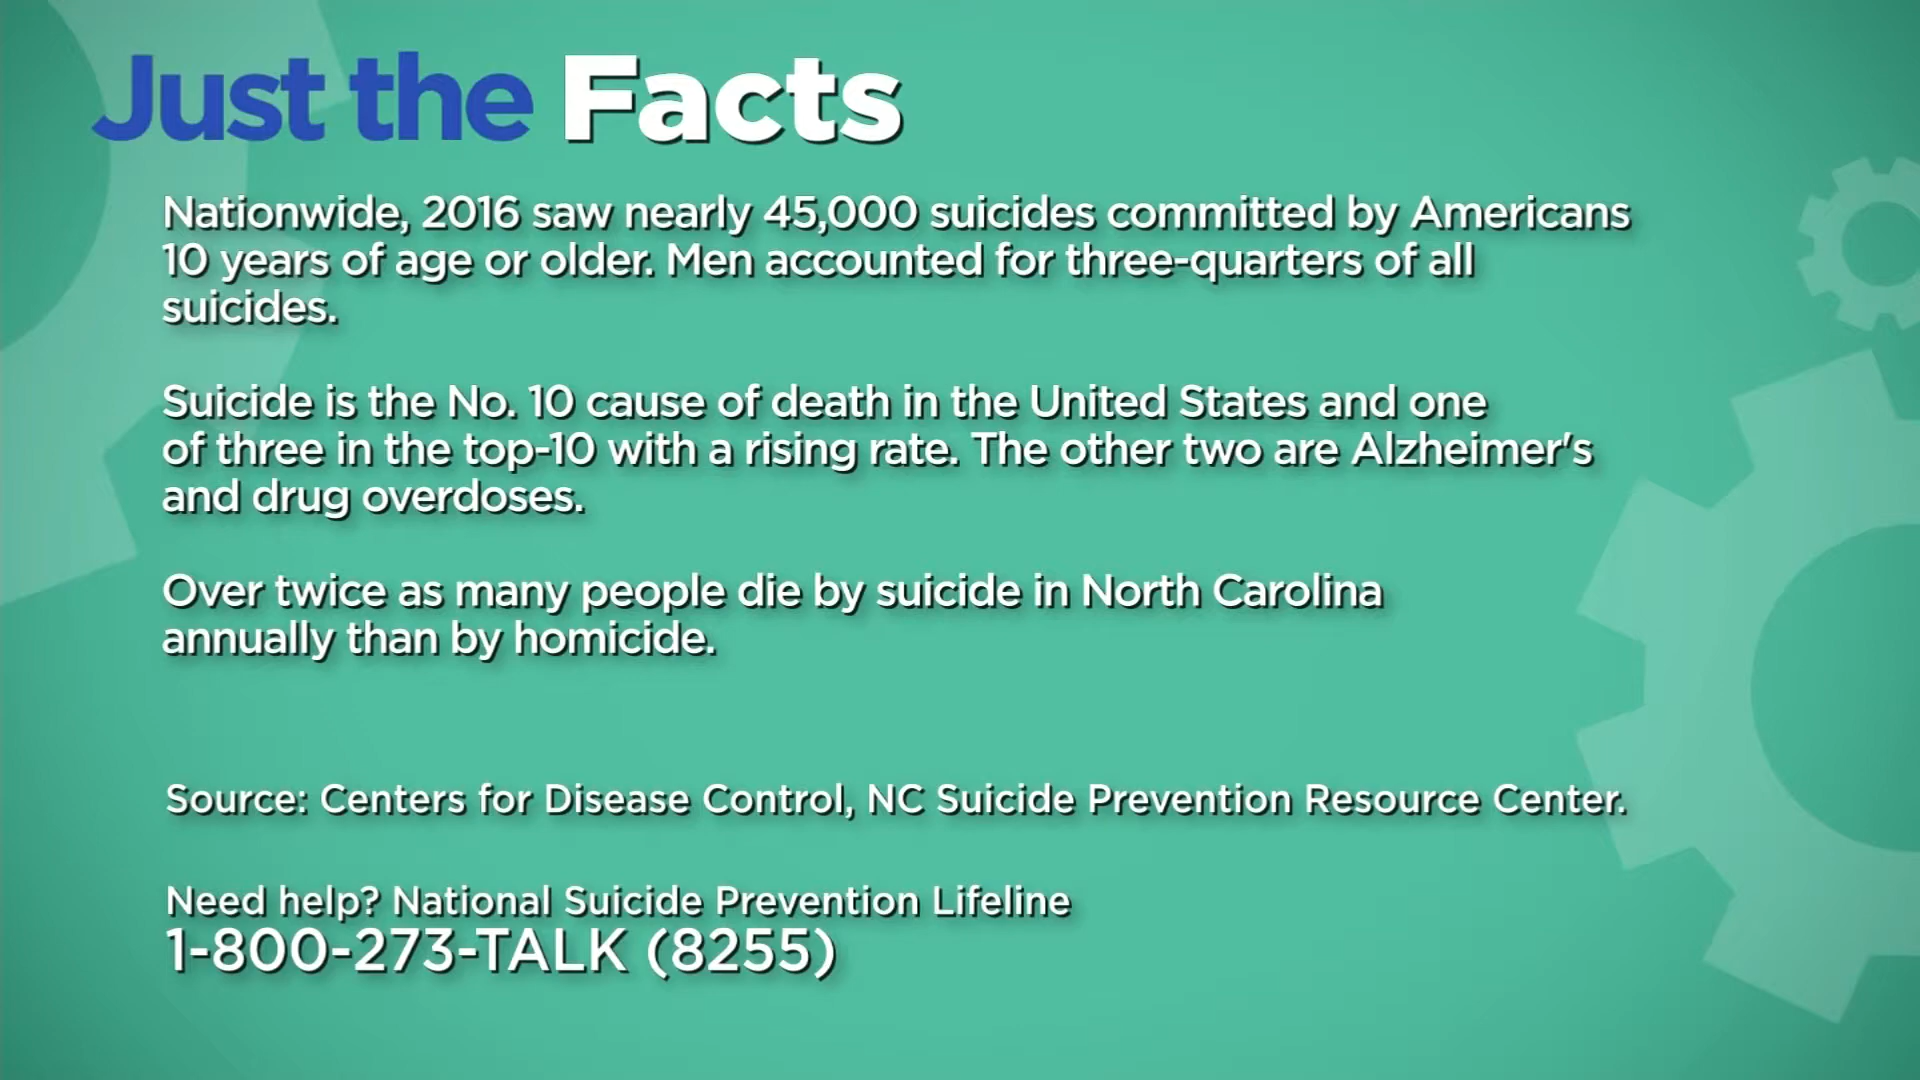 Just the Facts
Nationwide, 2016 saw nearly 45,000 suicides committed by Americans
10 years of age or older. Men accounted for three-quarters of all
suicides.
Suicide is the No. 10 cause of death in the United States and one
of three in the top-10 with a rising rate. The other two are Alzheimer's
and drug overdoses.
Over twice as many people die by suicide in North Carolina
annually than by homicide.
Source: Centers for Disease Control, NC Suicide Prevention Resource Center.
Need help? National Suicide Prevention Lifeline
1-800-273-TALK (8255)